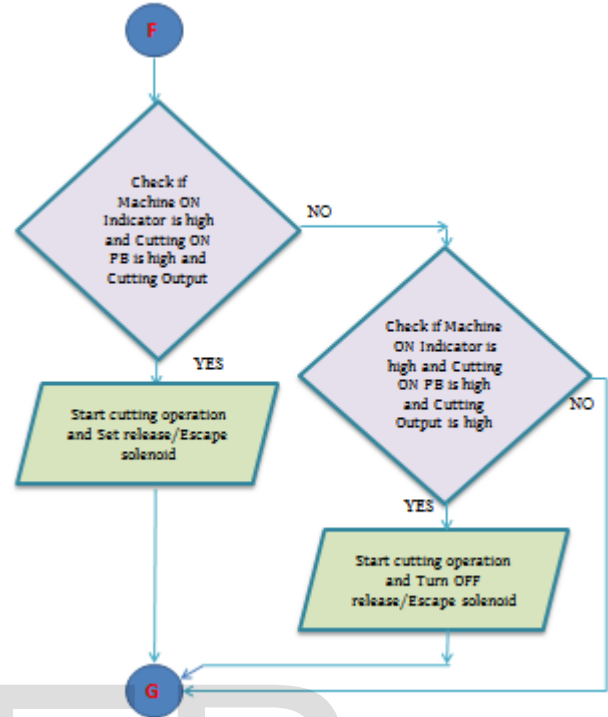 F
Check if
Machine ON
Indicator is high
and Cutting ON
PB is high and
Cutting Output
NO
YES
Start cutting operation
and Set release/Escape
solenoid
Check if Machine
ON Indicator is
high and Cutting
ON PB is high
and Cutting
Output is high
NO
YES
Start cutting operation
and Turn OFF
release/Escape solenoid
G